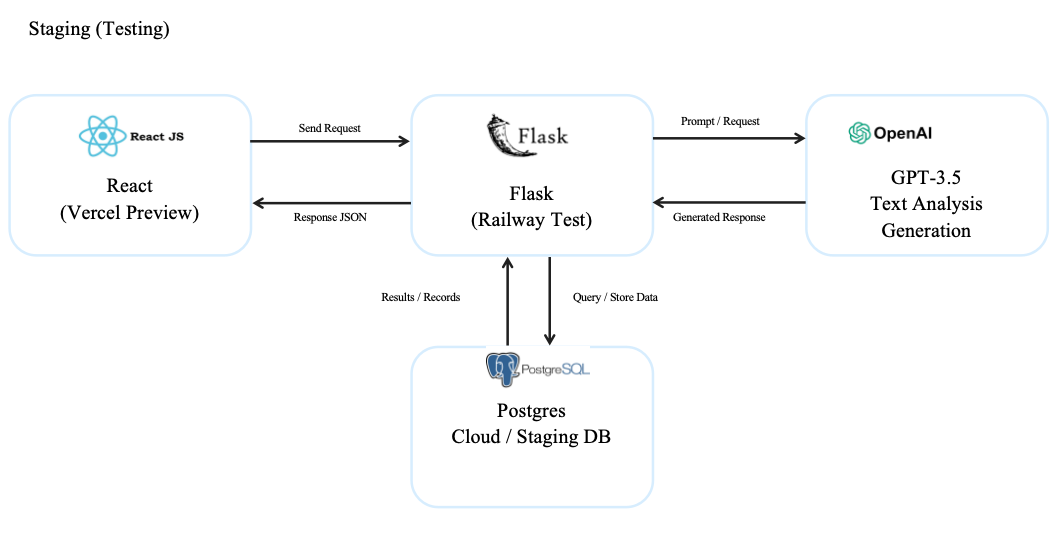 Staging (Testing)
React JS
React
(Vercel Preview)
Send Request
Response JSON
Flask
Flask
(Railway Test)
Prompt / Request
Generated Response
OpenAI
GPT-3.5
Text Analysis
Generation
Results / Records
Query / Store Data
PostgreSQL
Postgres
Cloud / Staging DB